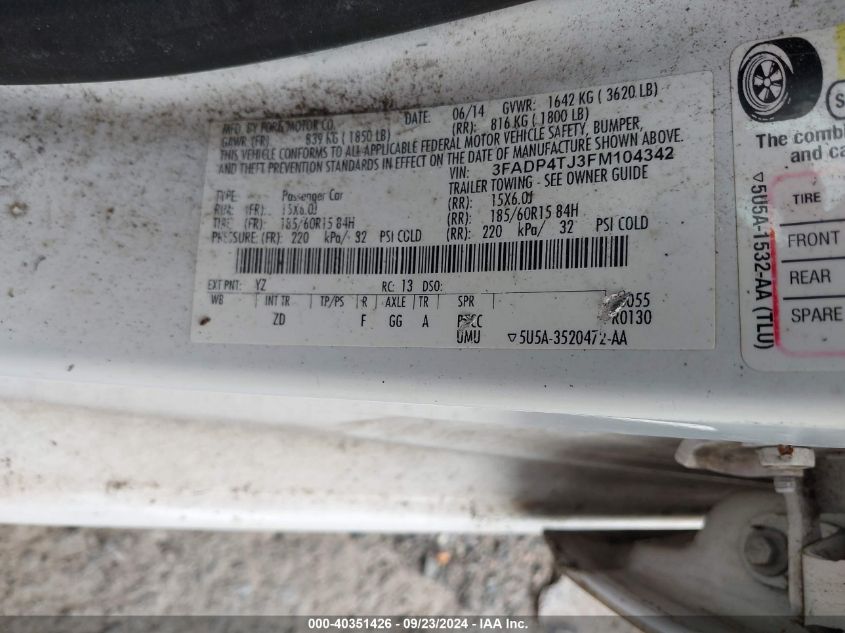 MFD. BY FORD MOTOR CO. DATE: 06/14 GVWR: 1642 KG ( 3620 LB)
GAWR (FR) 839 KG ( 1850 LB) (RR): 816 KG ( 1800 LB)
THIS VEHICLE CONFORMS TO ALL APPLICABLE FEDERAL MOTOR VEHICLE SAFETY, BUMPER,
AND THEFT PREVENTION STANDARDS IN EFFECT ON THE DATE OF MANUFACTURE SHOWN ABOVE.
VIN: 3FADP4TJ3FM104342
TRAILER TOWING - SEE OWNER GUIDE
TYPE: Passenger Car
RIM: (FR): 15X6.0J (RR): 15X6.0J
TIRE: (FR): 185/60R15 84H (RR): 185/60R15 84H
PRESSURE: (FR): 220 kPa/ 32 PSI COLD (RR): 220 kPa/ 32 PSI COLD
EXT PNT: YZ RC: 13 DSO:
WB INT TR TP/PS R AXLE TR SPR
ZD F GG A
UMU ▽5U5A-3520472-AA
R0130
The combi
and ca
TIRE
FRONT
REAR
SPARE
▽5U5A-1532-AA (TLU)
000-40351426 - 09/23/2024 - IAA Inc.